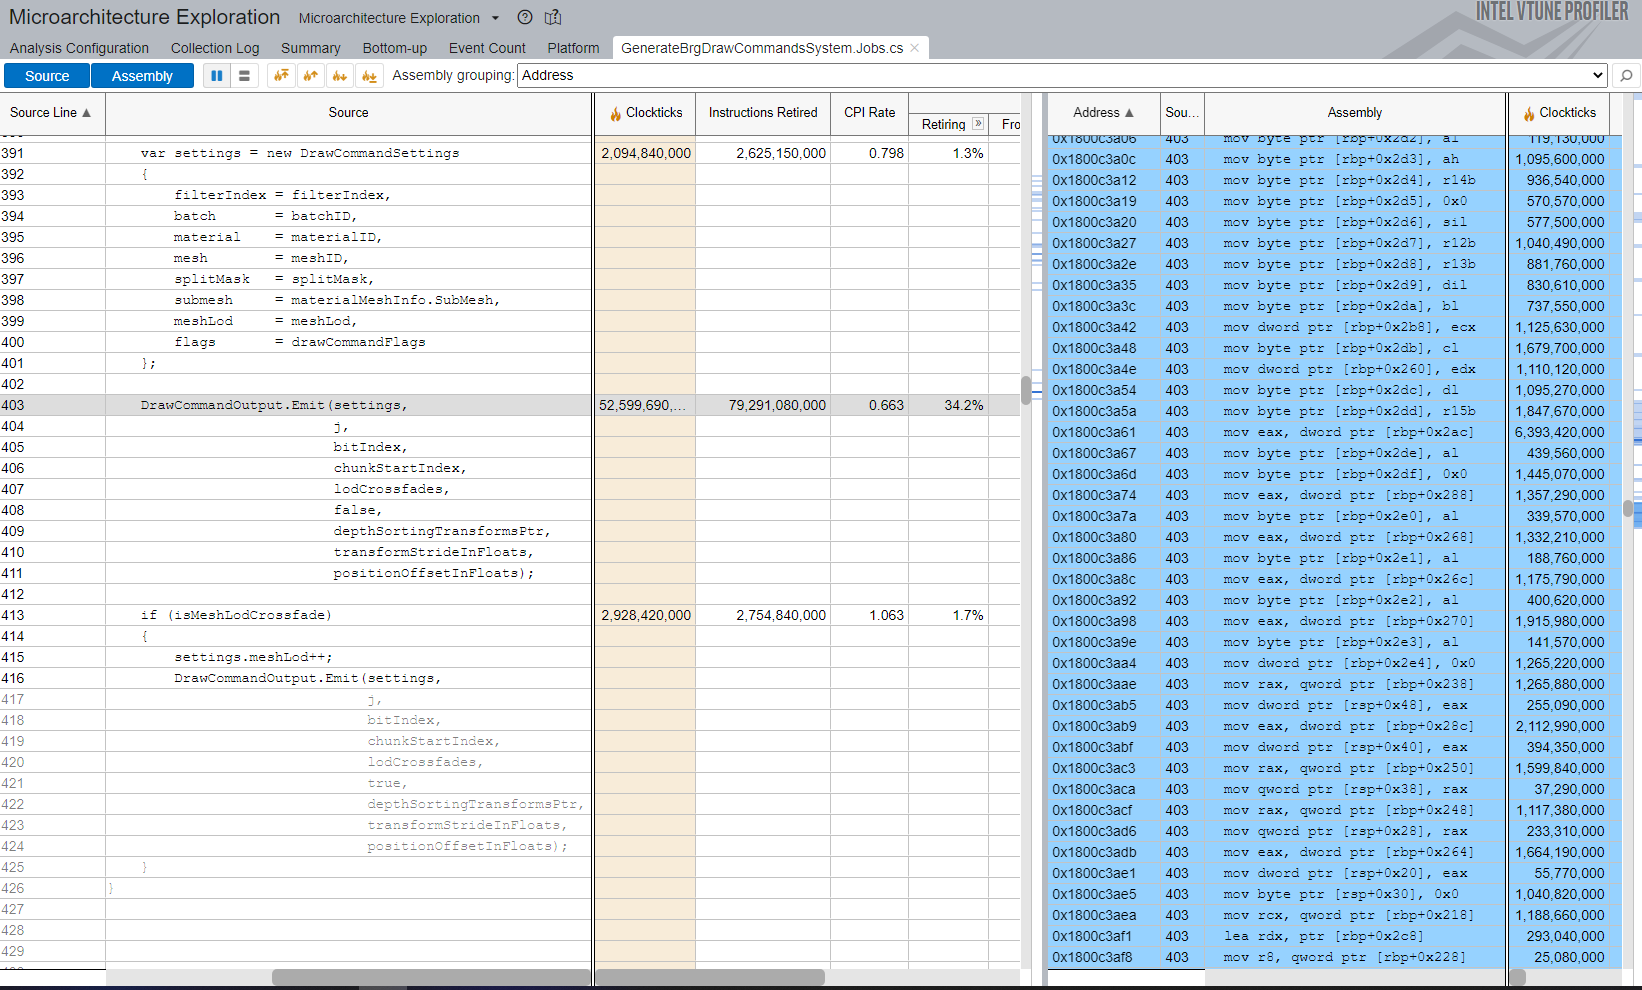 Microarchitecture Exploration Microarchitecture Exploration INTEL VTUNE PROFILER
Analysis Configuration Collection Log Summary Bottom-up Event Count Platform GenerateBrgDrawCommandsSystem.Jobs.cs
Source Assembly Assembly grouping: Address
Source Line Source Clockticks Instructions Retired CPI Rate Retiring » Fro Address Sou... Assembly Clockticks
0x1800c3a06 403 mov byte ptr [rbp+0x2d2], al 119,130,000
391 var settings = new DrawCommandSettings 2,094,840,000 2,625,150,000 0.798 1.3% 0x1800c3a0c 403 mov byte ptr [rbp+0x2d3], ah 1,095,600,000
392 { 0x1800c3a12 403 mov byte ptr [rbp+0x2d4], r14b 936,540,000
393 filterIndex = filterIndex, 0x1800c3a19 403 mov byte ptr [rbp+0x2d5], 0x0 570,570,000
394 batch = batchID, 0x1800c3a20 403 mov byte ptr [rbp+0x2d6], sil 577,500,000
395 material = materialID, 0x1800c3a27 403 mov byte ptr [rbp+0x2d7], r12b 1,040,490,000
396 mesh = meshID, 0x1800c3a2e 403 mov byte ptr [rbp+0x2d8], r13b 881,760,000
397 splitMask = splitMask, 0x1800c3a35 403 mov byte ptr [rbp+0x2d9], dil 830,610,000
398 submesh = materialMeshInfo.SubMesh, 0x1800c3a3c 403 mov byte ptr [rbp+0x2da], bl 737,550,000
399 meshLod = meshLod, 0x1800c3a42 403 mov dword ptr [rbp+0x2b8], ecx 1,125,630,000
400 flags = drawCommandFlags 0x1800c3a48 403 mov byte ptr [rbp+0x2db], cl 1,679,700,000
401 }; 0x1800c3a4e 403 mov dword ptr [rbp+0x260], edx 1,110,120,000
402 0x1800c3a54 403 mov byte ptr [rbp+0x2dc], dl 1,095,270,000
403 DrawCommandOutput.Emit(settings, 52,599,690,... 79,291,080,000 0.663 34.2% 0x1800c3a5a 403 mov byte ptr [rbp+0x2dd], r15b 1,847,670,000
404 j, 0x1800c3a61 403 mov eax, dword ptr [rbp+0x2ac] 6,393,420,000
405 bitIndex, 0x1800c3a67 403 mov byte ptr [rbp+0x2de], al 439,560,000
406 chunkStartIndex, 0x1800c3a6d 403 mov byte ptr [rbp+0x2df], 0x0 1,445,070,000
407 lodCrossfades, 0x1800c3a74 403 mov eax, dword ptr [rbp+0x288] 1,357,290,000
408 false, 0x1800c3a7a 403 mov byte ptr [rbp+0x2e0], al 339,570,000
409 depthSortingTransformsPtr, 0x1800c3a80 403 mov eax, dword ptr [rbp+0x268] 1,332,210,000
410 transformStrideInFloats, 0x1800c3a86 403 mov byte ptr [rbp+0x2e1], al 188,760,000
411 positionOffsetInFloats); 0x1800c3a8c 403 mov eax, dword ptr [rbp+0x26c] 1,175,790,000
412 0x1800c3a92 403 mov byte ptr [rbp+0x2e2], al 400,620,000
413 if (isMeshLodCrossfade) 2,928,420,000 2,754,840,000 1.063 1.7% 0x1800c3a98 403 mov eax, dword ptr [rbp+0x270] 1,915,980,000
414 { 0x1800c3a9e 403 mov byte ptr [rbp+0x2e3], al 141,570,000
415 settings.meshLod++; 0x1800c3aa4 403 mov dword ptr [rbp+0x2e4], 0x0 1,265,220,000
416 DrawCommandOutput.Emit(settings, 0x1800c3aae 403 mov rax, qword ptr [rbp+0x238] 1,265,880,000
417 j, 0x1800c3ab5 403 mov dword ptr [rsp+0x48], eax 255,090,000
418 bitIndex, 0x1800c3ab9 403 mov eax, dword ptr [rbp+0x28c] 2,112,990,000
419 chunkStartIndex, 0x1800c3abf 403 mov dword ptr [rsp+0x40], eax 394,350,000
420 lodCrossfades, 0x1800c3ac3 403 mov rax, qword ptr [rbp+0x250] 1,599,840,000
421 true, 0x1800c3aca 403 mov qword ptr [rsp+0x38], rax 37,290,000
422 depthSortingTransformsPtr, 0x1800c3acf 403 mov rax, qword ptr [rbp+0x248] 1,117,380,000
423 transformStrideInFloats, 0x1800c3ad6 403 mov qword ptr [rsp+0x28], rax 233,310,000
424 positionOffsetInFloats); 0x1800c3adb 403 mov eax, dword ptr [rbp+0x264] 1,664,190,000
425 } 0x1800c3ae1 403 mov dword ptr [rsp+0x20], eax 55,770,000
426 } 0x1800c3ae5 403 mov byte ptr [rsp+0x30], 0x0 1,040,820,000
427 0x1800c3aea 403 mov rcx, qword ptr [rbp+0x218] 1,188,660,000
428 0x1800c3af1 403 lea rdx, ptr [rbp+0x2c8] 293,040,000
429 0x1800c3af8 403 mov r8, qword ptr [rbp+0x228] 25,080,000